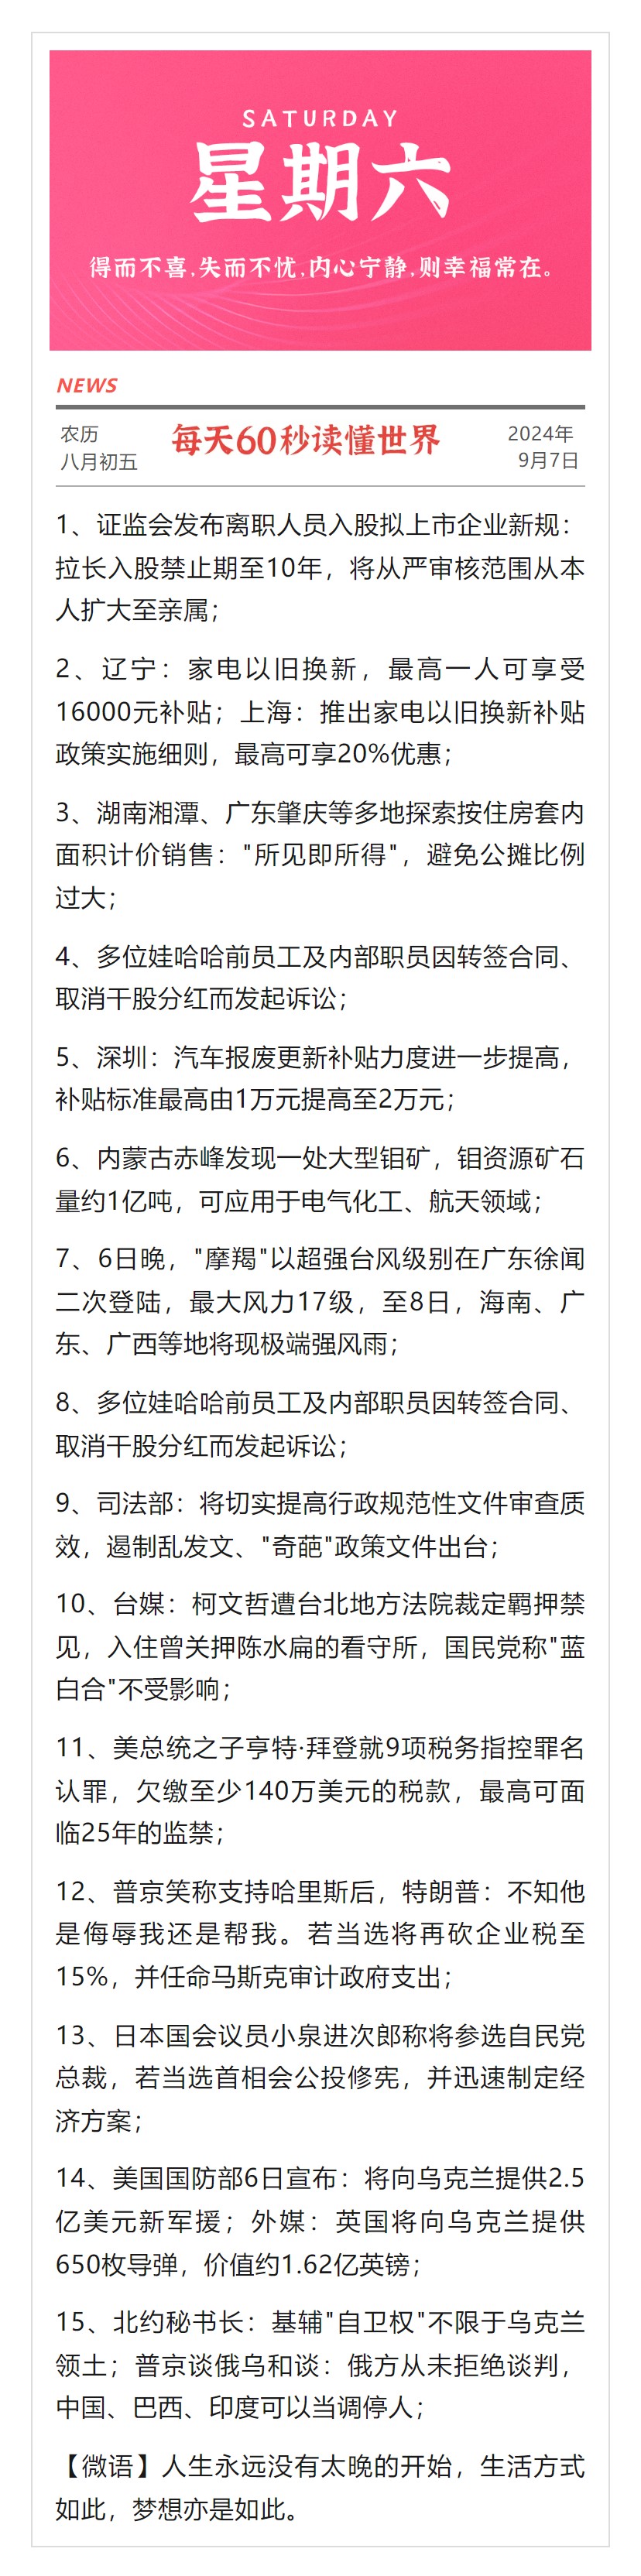 SATURDAY
星期六
得而不喜,失而不忧,内心宁静,则幸福常在。
NEWS
农历
八月初五
每天60秒读懂世界
2024年
9月7日
1、证监会发布离职人员入股拟上市企业新规：
拉长入股禁止期至10年，将从严审核范围从本
人扩大至亲属；
2、辽宁：家电以旧换新，最高一人可享受
16000元补贴；上海：推出家电以旧换新补贴
政策实施细则，最高可享20%优惠；
3、湖南湘潭、广东肇庆等多地探索按住房套内
面积计价销售："所见即所得"，避免公摊比例
过大；
4、多位娃哈哈前员工及内部职员因转签合同、
取消干股分红而发起诉讼；
5、深圳：汽车报废更新补贴力度进一步提高，
补贴标准最高由1万元提高至2万元；
6、内蒙古赤峰发现一处大型钼矿，钼资源矿石
量约1亿吨，可应用于电气化工、航天领域；
7、6日晚，"摩羯"以超强台风级别在广东徐闻
二次登陆，最大风力17级，至8日，海南、广
东、广西等地将现极端强风雨；
8、多位娃哈哈前员工及内部职员因转签合同、
取消干股分红而发起诉讼；
9、司法部：将切实提高行政规范性文件审查质
效，遏制乱发文、"奇葩"政策文件出台；
10、台媒：柯文哲遭台北地方法院裁定羁押禁
见，入住曾关押陈水扁的看守所，国民党称"蓝
白合"不受影响；
11、美总统之子亨特·拜登就9项税务指控罪名
认罪，欠缴至少140万美元的税款，最高可面
临25年的监禁；
12、普京笑称支持哈里斯后，特朗普：不知他
是侮辱我还是帮我。若当选将再砍企业税至
15%，并任命马斯克审计政府支出；
13、日本国会议员小泉进次郎称将参选自民党
总裁，若当选首相会公投修宪，并迅速制定经
济方案；
14、美国国防部6日宣布：将向乌克兰提供2.5
亿美元新军援；外媒：英国将向乌克兰提供
650枚导弹，价值约1.62亿英镑；
15、北约秘书长：基辅"自卫权"不限于乌克兰
领土；普京谈俄乌和谈：俄方从未拒绝谈判，
中国、巴西、印度可以当调停人；
【微语】人生永远没有太晚的开始，生活方式
如此，梦想亦是如此。